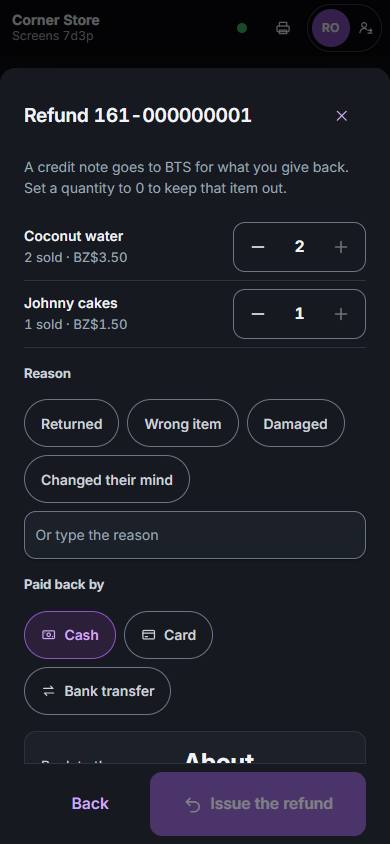 Corner Store
Screens 7d3p
RO
Refund 161-000000001
A credit note goes to BTS for what you give back.
Set a quantity to 0 to keep that item out.
Coconut water
2 sold · BZ$3.50
2
Johnny cakes
1 sold · BZ$1.50
1
Reason
Returned
Wrong item
Damaged
Changed their mind
Or type the reason
Paid back by
Cash
Card
Bank transfer
About
Back
Issue the refund